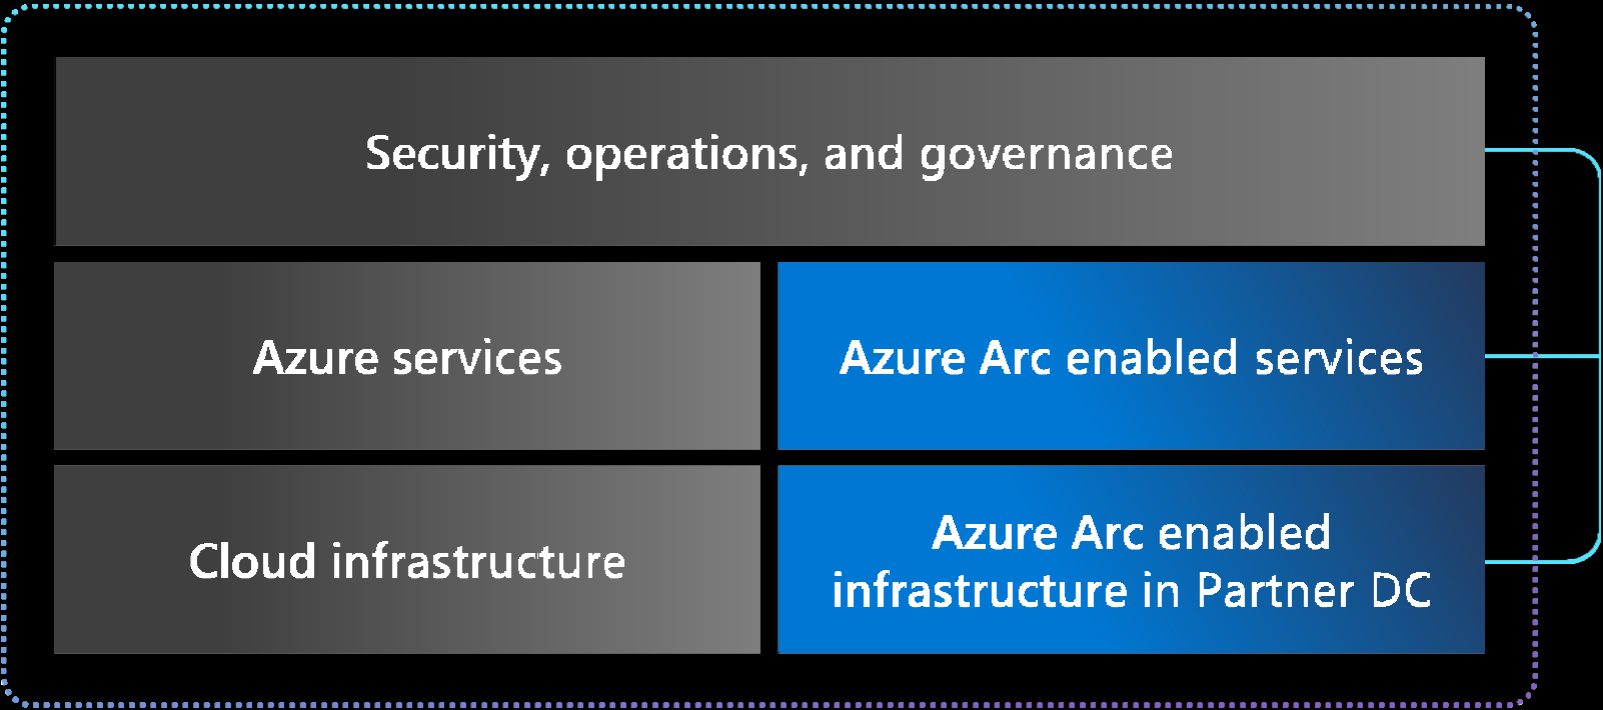 Security, operations, and governance
Azure services
Azure Arc enabled services
Cloud infrastructure
Azure Arc enabled
infrastructure in Partner DC